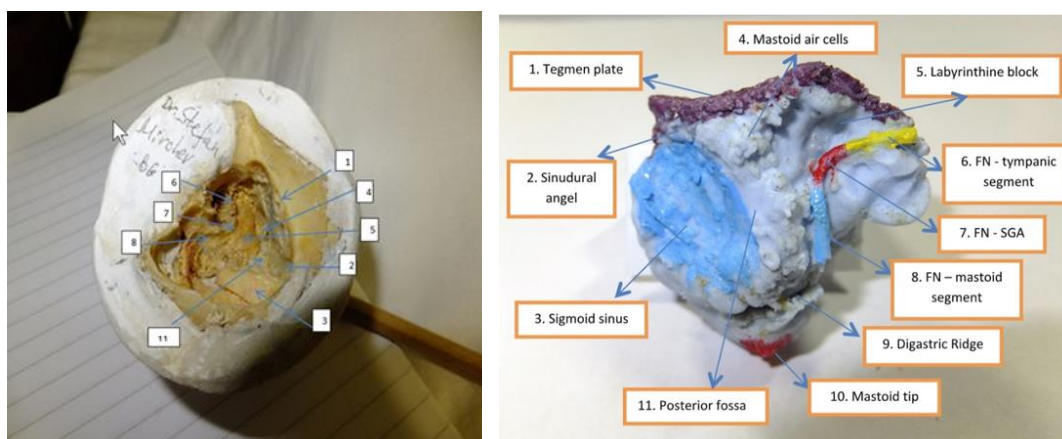 Dr. Stefan
Mirchev
-BG
1
4
6
7
5
8
2
3
11
4. Mastoid air cells
1. Tegmen plate
5. Labyrinthine block
2. Sinudural
angel
6. FN - tympanic
segment
7. FN - SGA
3. Sigmoid sinus
8. FN – mastoid
segment
9. Digastric Ridge
11. Posterior fossa
10. Mastoid tip